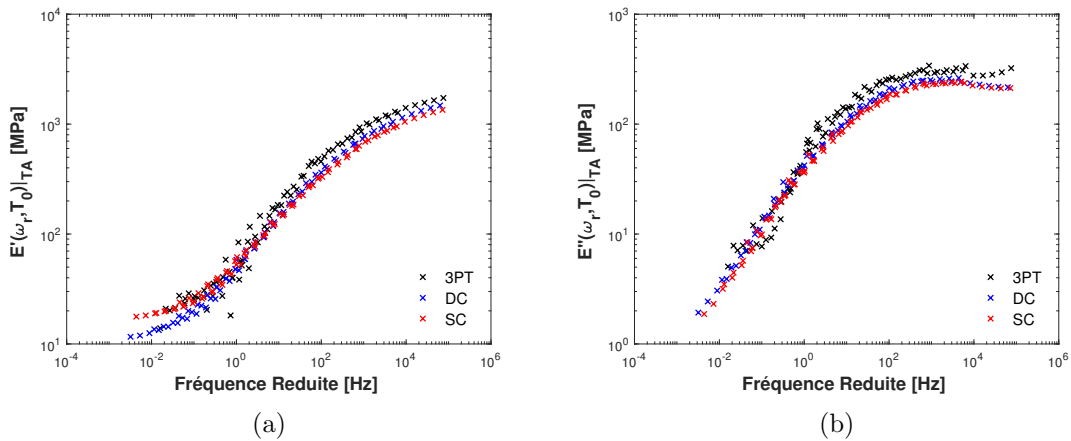 10^4
10^3
10^2
10^1
E'(ω_r,T_0)|_TA [MPa]
3PT
DC
SC
10^-4
10^-2
10^0
10^2
10^4
10^6
Fréquence Reduite [Hz]
(a)
10^3
10^2
10^1
10^0
E''(ω_r,T_0)|_TA [MPa]
3PT
DC
SC
10^-4
10^-2
10^0
10^2
10^4
10^6
Fréquence Reduite [Hz]
(b)